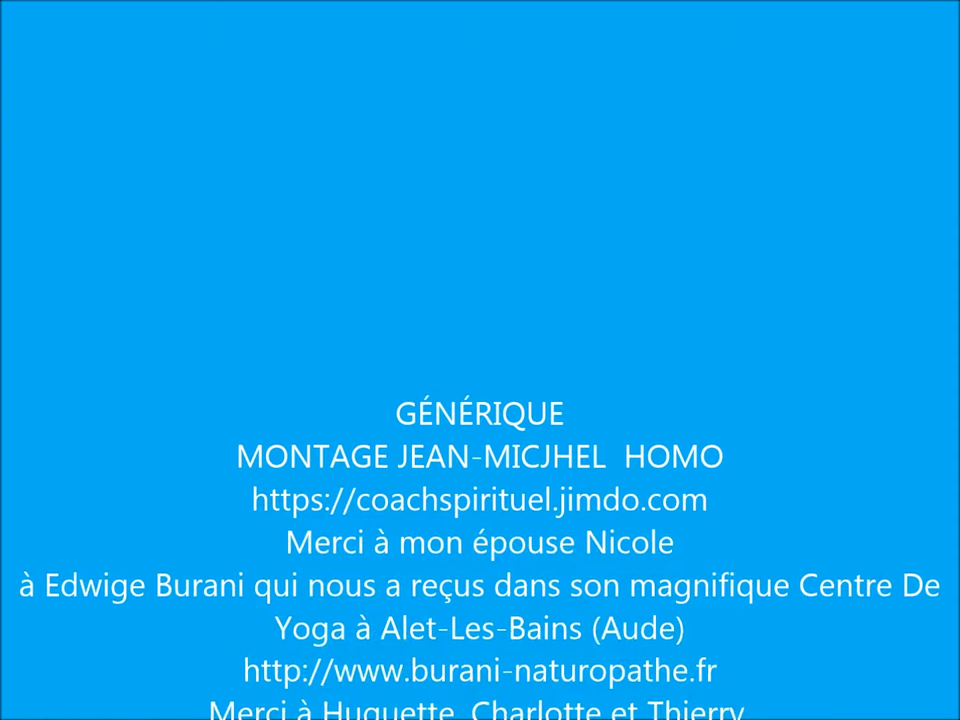 GÉNÉRIQUE
MONTAGE JEAN-MICJHEL  HOMO
https://coachspirituel.jimdo.com
Merci à mon épouse Nicole
à Edwige Burani qui nous a reçus dans son magnifique Centre De
Yoga à Alet-Les-Bains (Aude)
http://www.burani-naturopathe.fr
Merci à Huguette, Charlotte et Thierry